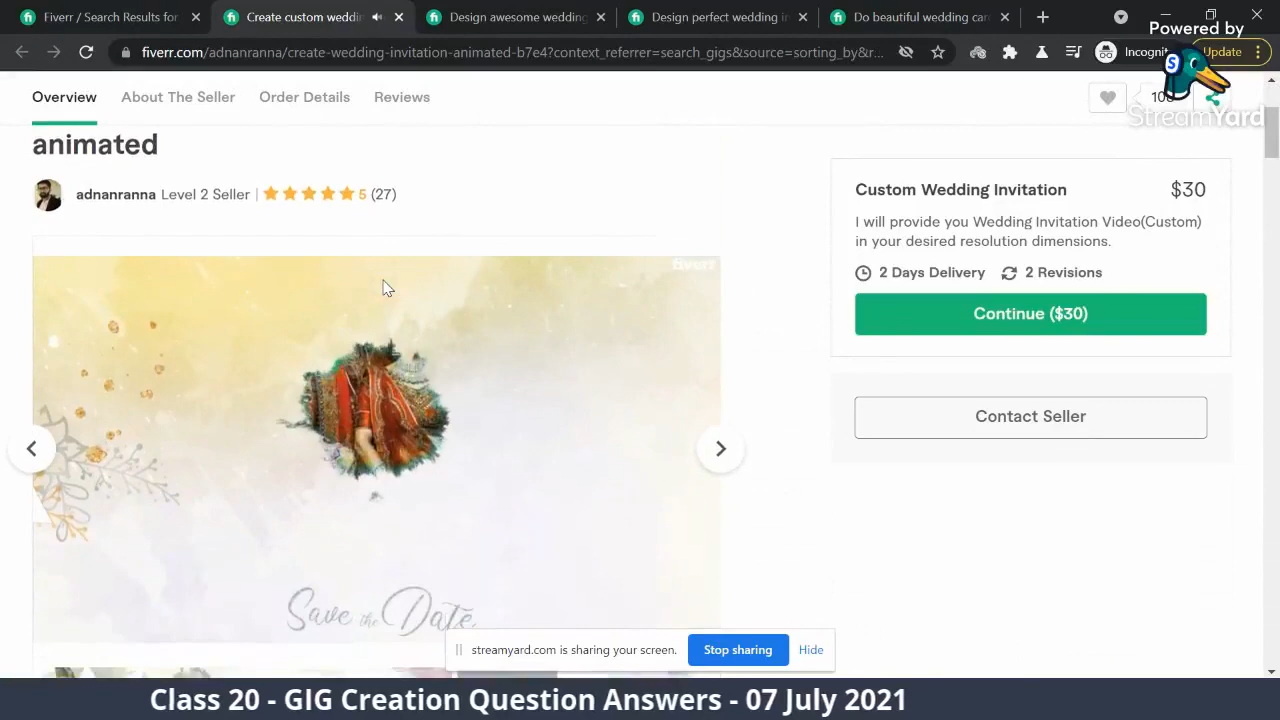 Fiverr / Search Results for
Create custom weddin
Design awesome wedding
Design perfect wedding in
Do beautiful wedding car
Powered by
fiverr.com/adnanranna/create-wedding-invitation-animated-b7e4?context_referrer=search_gigs&source=sorting_by&r...
Incognito
Update
StreamYard
Overview
About The Seller
Order Details
Reviews
animated
adnanranna Level 2 Seller | 5 (27)
fiverr
Custom Wedding Invitation
$30
I will provide you Wedding Invitation Video(Custom)
in your desired resolution dimensions.
2 Days Delivery
2 Revisions
Continue ($30)
Contact Seller
Save the Date
streamyard.com is sharing your screen.
Stop sharing
Hide
Class 20 - GIG Creation Question Answers - 07 July 2021